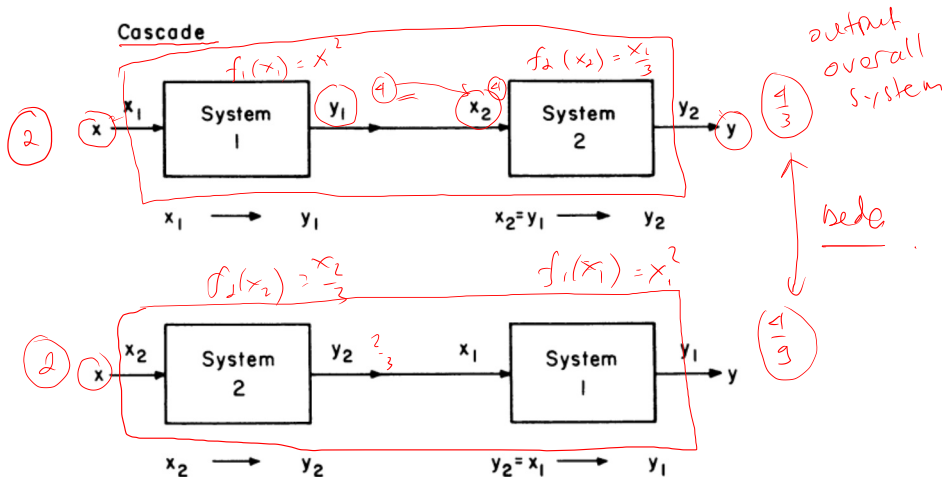 Cascade
f₁(x₁) = x²
f₂(x₂) = x₁/3
output
overall
system
2
x
x₁
System
1
y₁
4
x₂
4
System
2
y₂
y
4/3
x₁ → y₁
x₂=y₁ → y₂
beda
f₂(x₂) = x₂/3
f₁(x₁) = x₁²
2
x
x₂
System
2
y₂
2/3
x₁
System
1
y₁
y
4/9
x₂ → y₂
y₂=x₁ → y₁